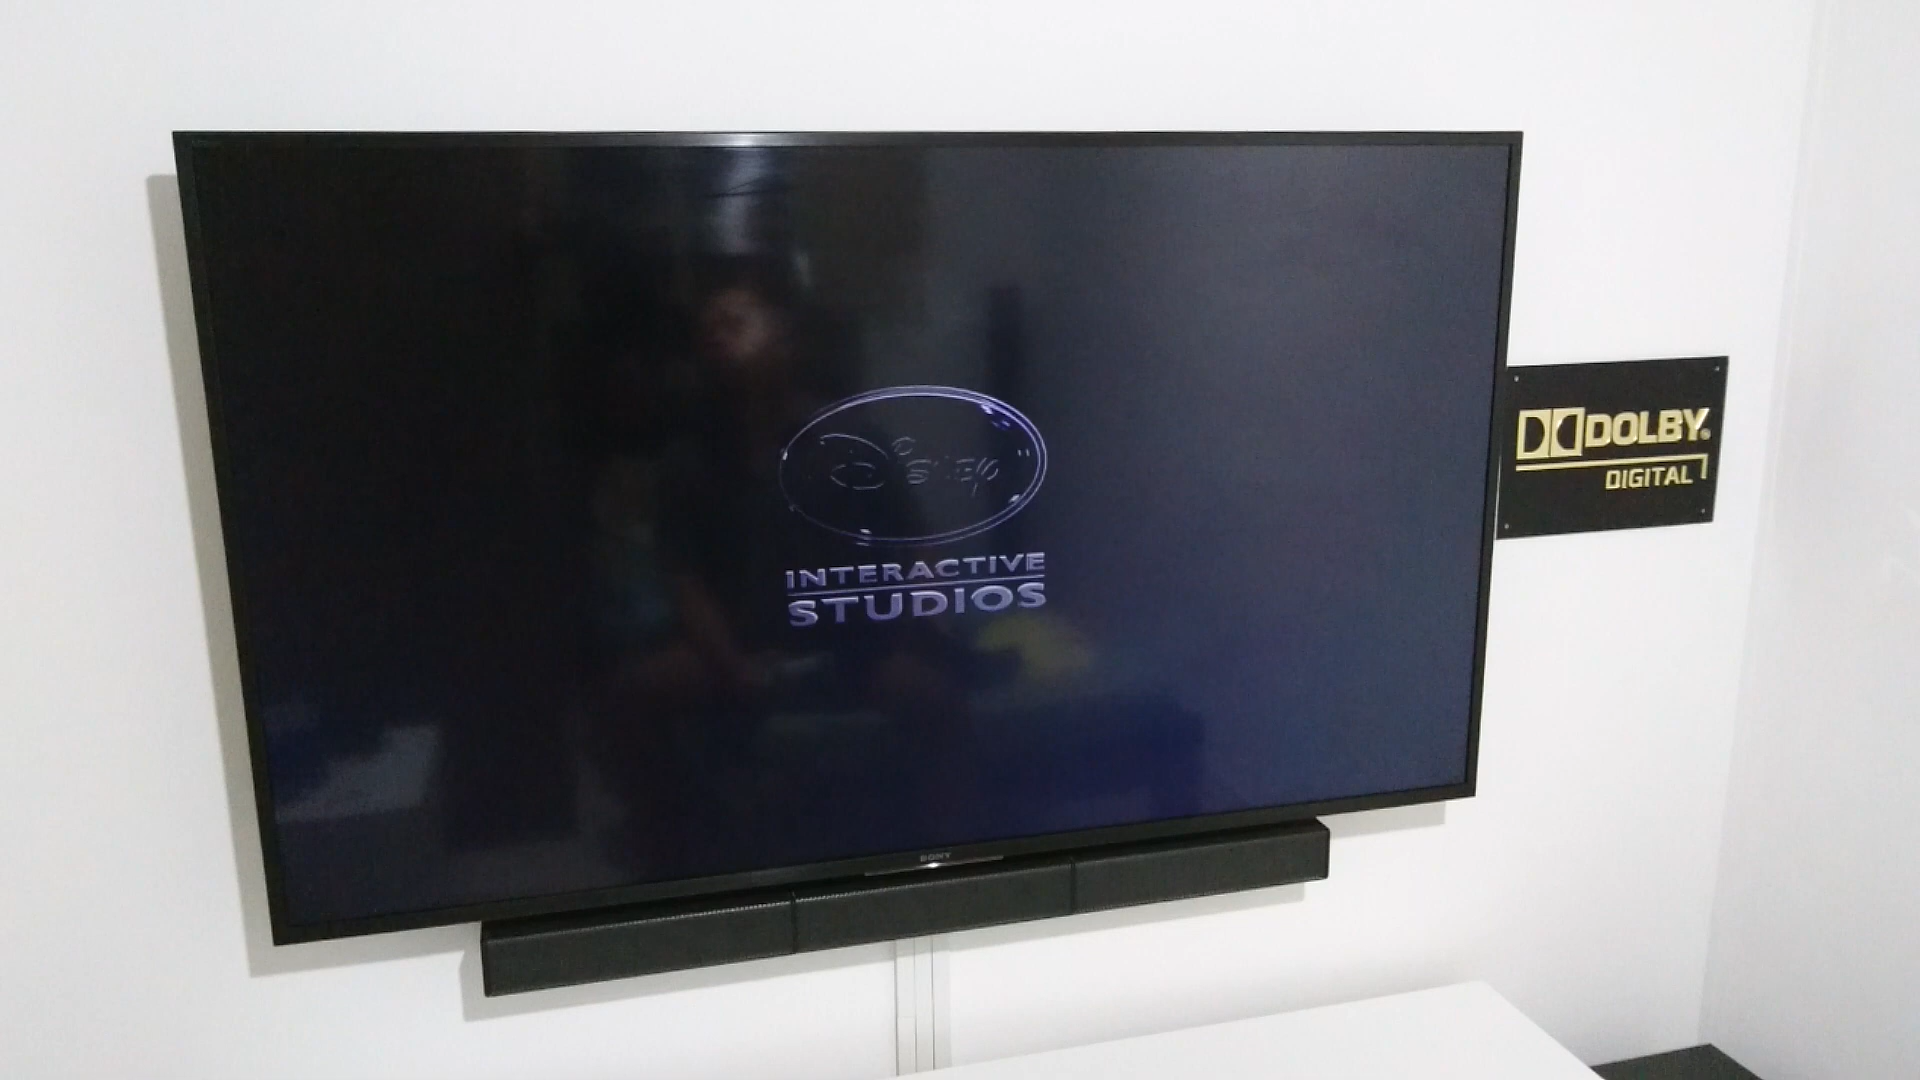 Disney
INTERACTIVE
STUDIOS
DOLBY®
DIGITAL
SONY